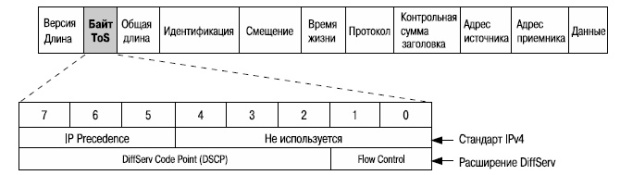 Версия Длина
Байт ToS
Общая длина
Идентификация
Смещение
Время жизни
Протокол
Контрольная сумма заголовка
Адрес источника
Адрес приемника
Данные
7 6 5 4 3 2 1 0
IP Precedence Не используется Стандарт IPv4
DiffServ Code Point (DSCP) Flow Control Расширение DiffServ